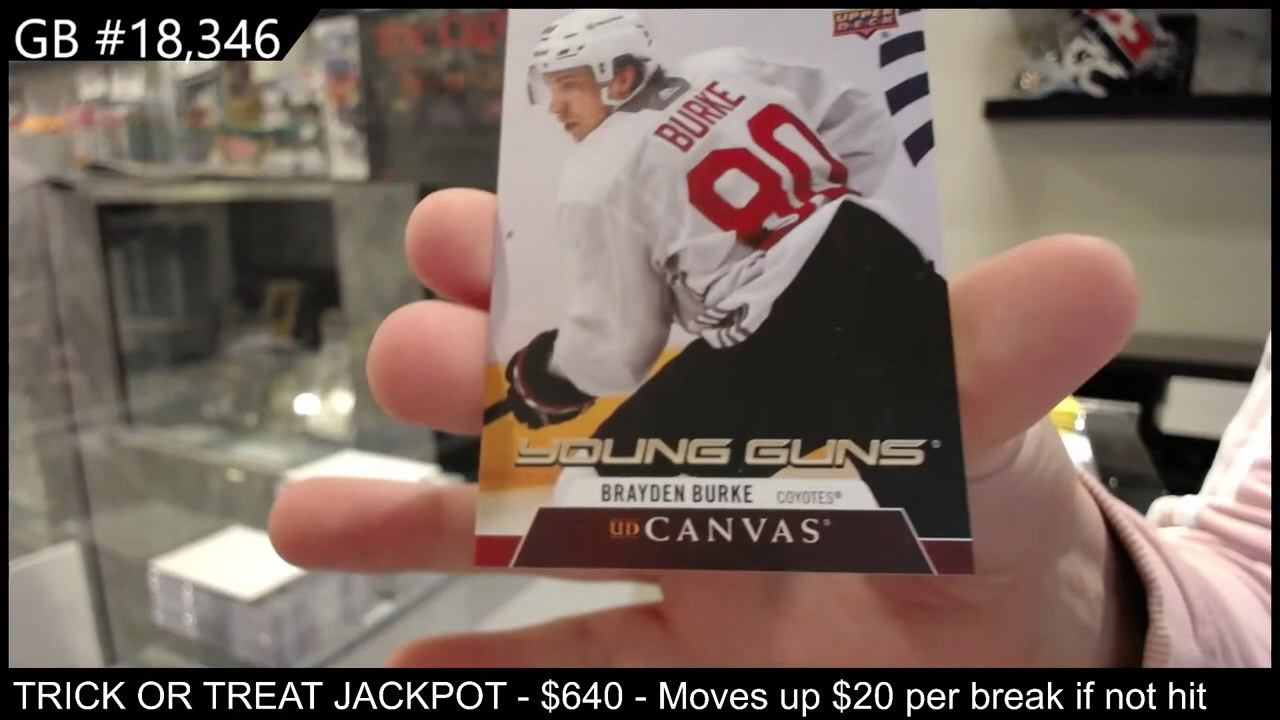 GB #18,346
UPPER DECK
BURKE
80
YOUNG GUNS
BRAYDEN BURKE COYOTES®
UD CANVAS
TRICK OR TREAT JACKPOT - $640 - Moves up $20 per break if not hit